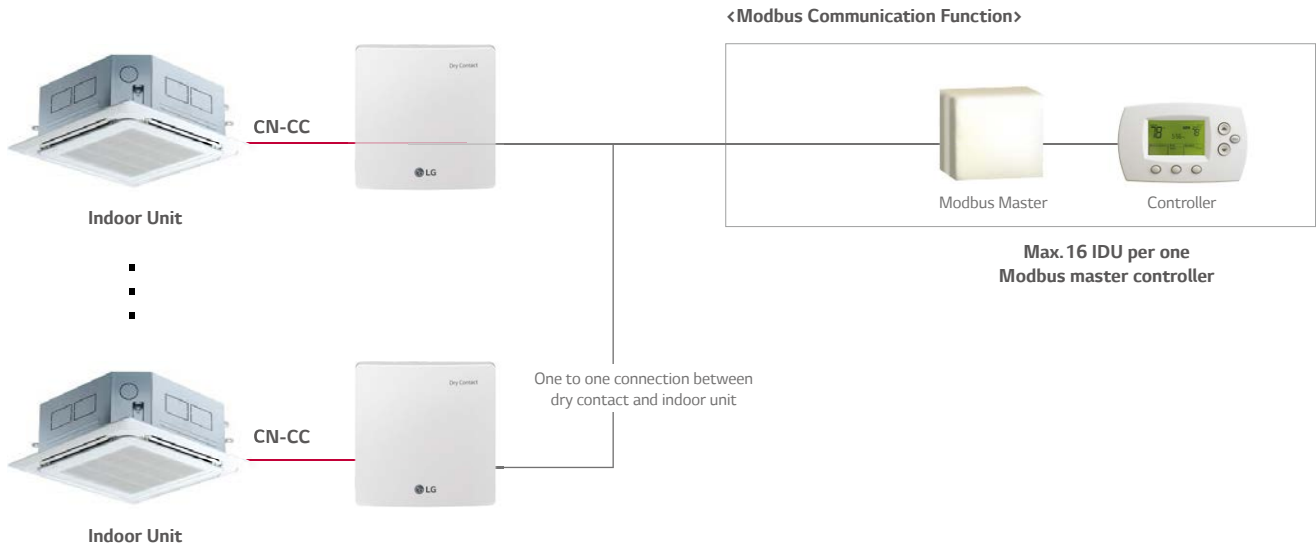 <Modbus Communication Function>
Dry Contact
CN-CC
LG
Indoor Unit
Modbus Master
Controller
Max. 16 IDU per one
Modbus master controller
One to one connection between
dry contact and indoor unit
Dry Contact
CN-CC
LG
Indoor Unit